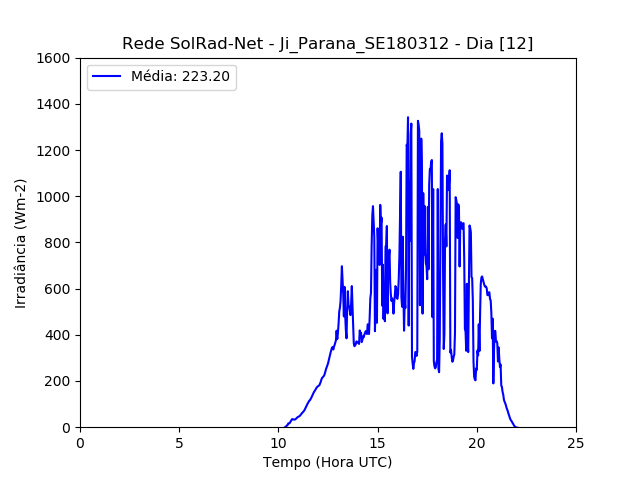 Rede SolRad-Net - Ji_Parana_SE180312 - Dia [12]
Média: 223.20
1600
1400
1200
1000
800
600
400
200
0
Irradiância (Wm-2)
0 5 10 15 20 25
Tempo (Hora UTC)